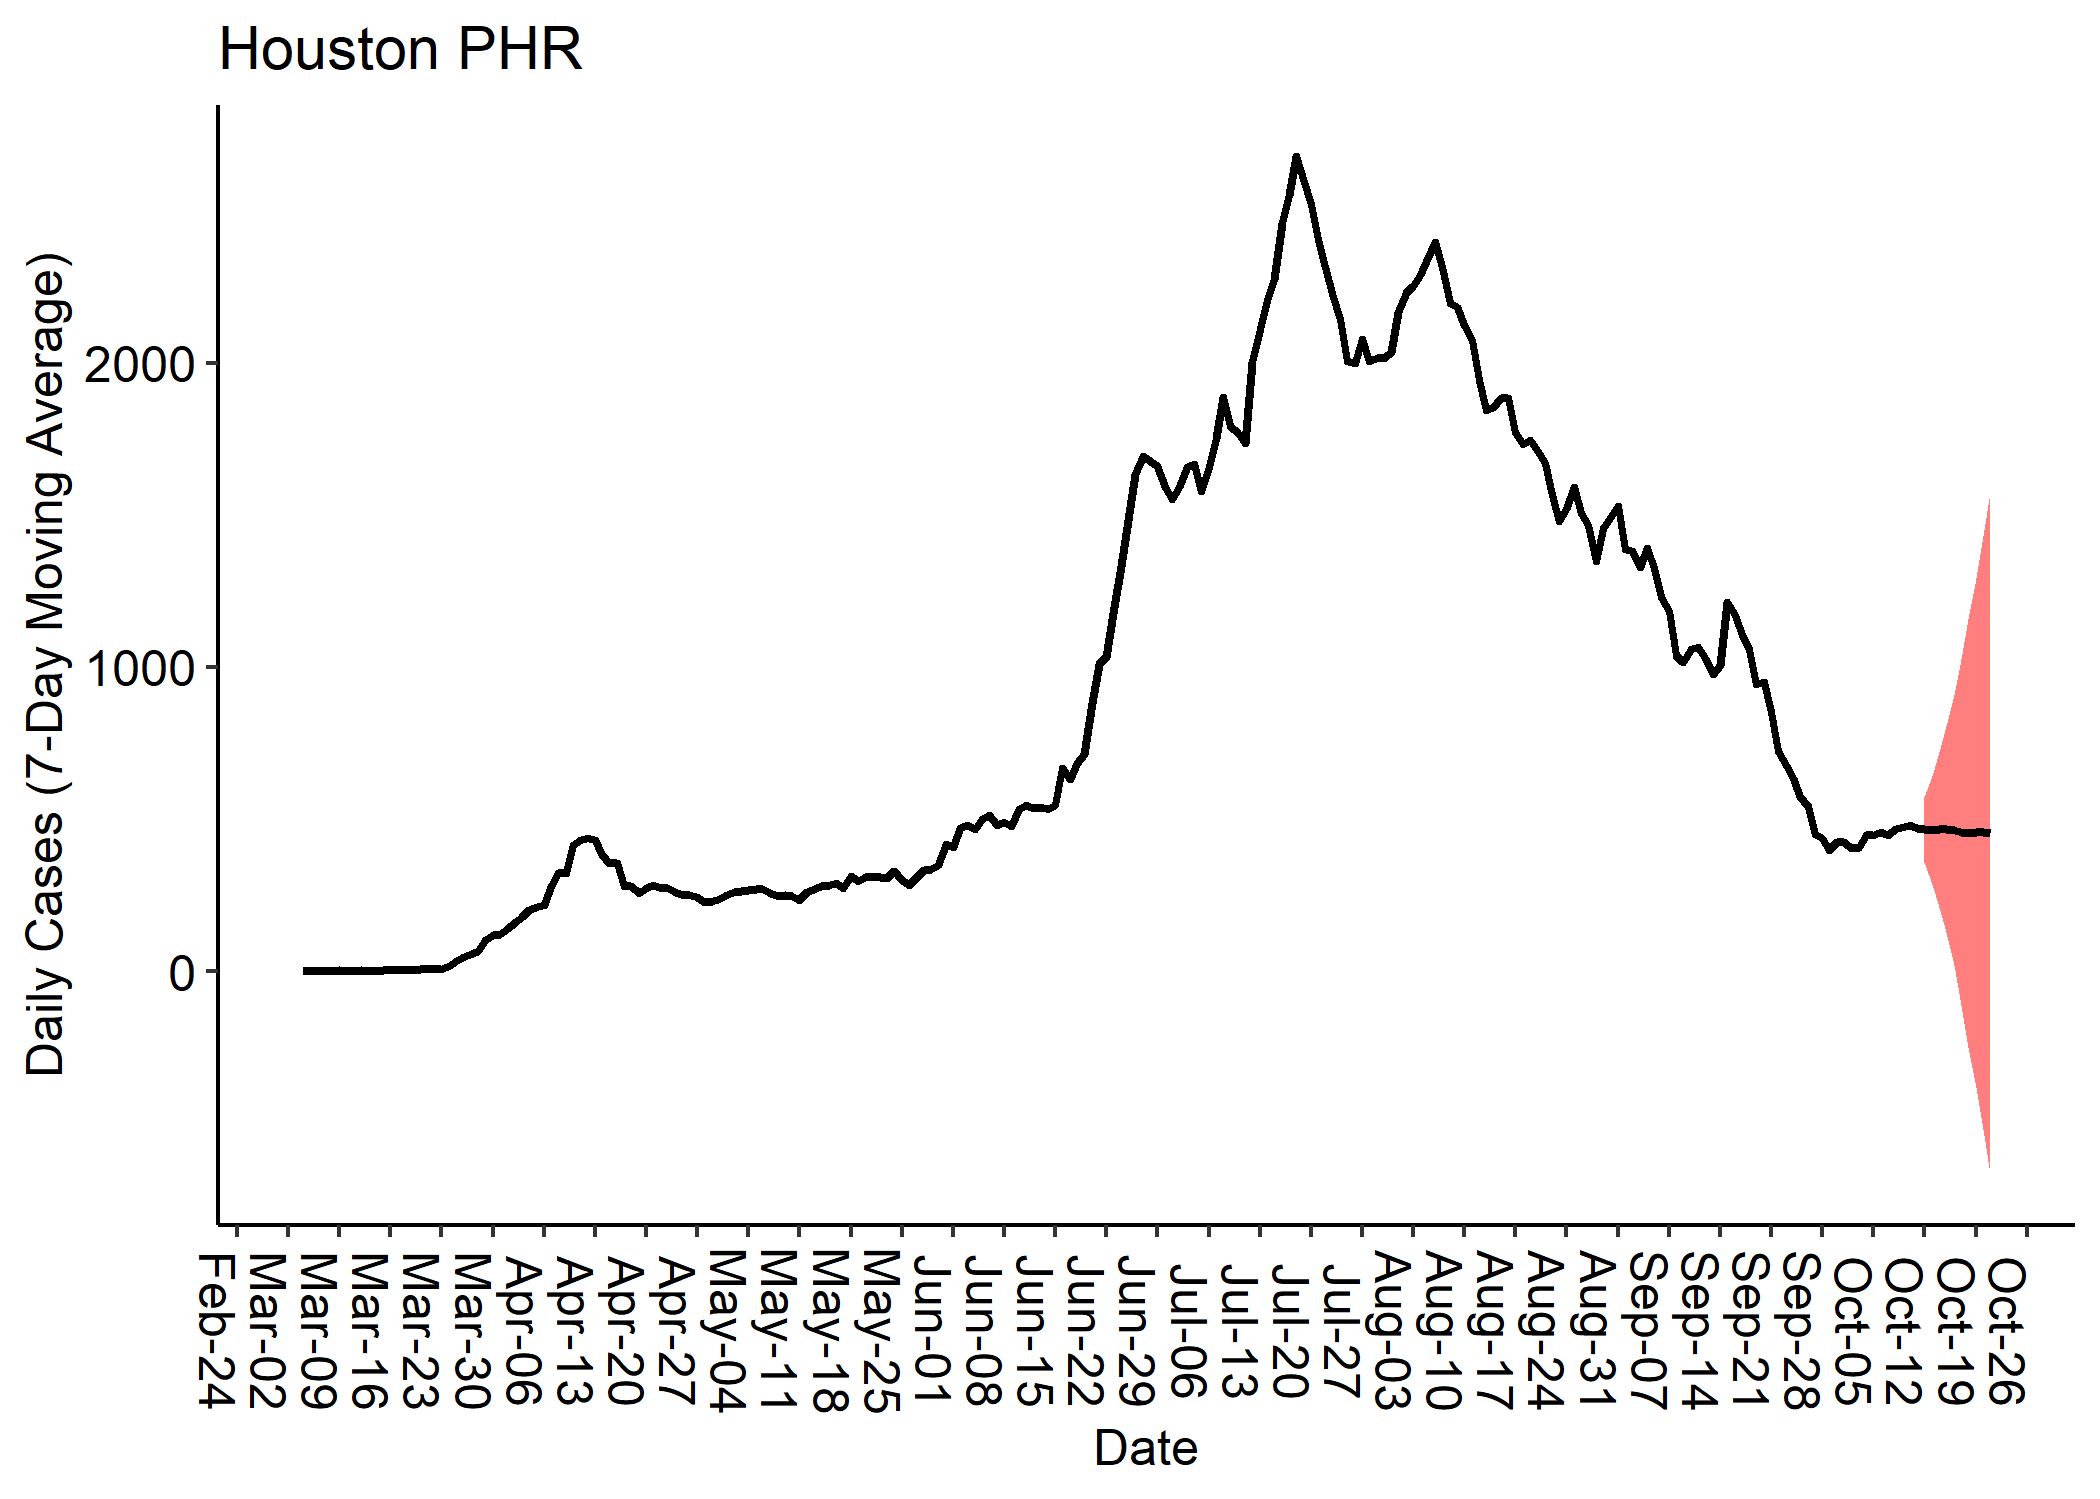 Houston PHR
Daily Cases (7-Day Moving Average)
2000
1000
0
Feb-24
Mar-02
Mar-09
Mar-16
Mar-23
Mar-30
Apr-06
Apr-13
Apr-20
Apr-27
May-04
May-11
May-18
May-25
Jun-01
Jun-08
Jun-15
Jun-22
Jun-29
Jul-06
Jul-13
Jul-20
Jul-27
Aug-03
Aug-10
Aug-17
Aug-24
Aug-31
Sep-07
Sep-14
Sep-21
Sep-28
Oct-05
Oct-12
Oct-19
Oct-26
Date